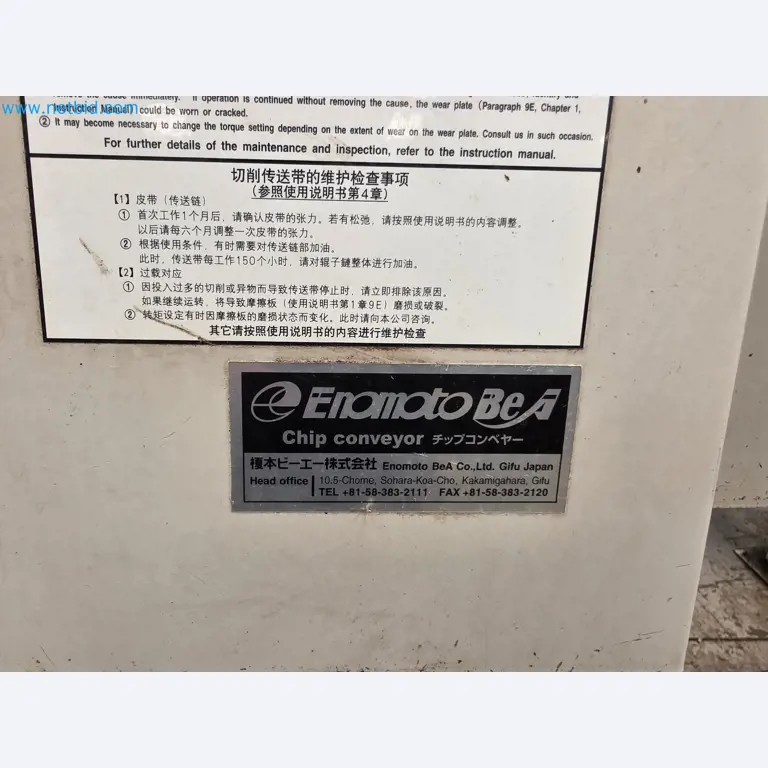 www.netbid.com
If operation is continued without removing the cause, the wear plate (Paragraph 9E, Chapter 1,
Instruction Manual) could be worn or cracked.
② It may become necessary to change the torque setting depending on the extent of wear on the wear plate. Consult us in such occasion.
For further details of the maintenance and inspection, refer to the instruction manual.
切削传送带的维护检查事项
(参照使用说明书第4章)
【1】皮带（传送链）
① 首次工作1个月后，请确认皮带的张力。若有松弛，请按照使用说明书的内容调整。
以后请每六个月调整一次皮带的张力。
② 根据使用条件，有时需要对传送链部加油。
此时，传送带每工作150个小时，请对辊子鏈整体进行加油。
【2】过载对应
① 因投入过多的切削或异物而导致传送带停止时，请立即排除该原因。
如果继续运转，将导致摩擦板（使用说明书第1章9E）磨损或破裂。
② 转矩设定有时因摩擦板的磨损状态而变化。此时请向本公司咨询。
其它请按照使用说明书的内容进行维护检查
Enomoto BeA
Chip conveyor チップコンベヤー
榎本ビーエー株式会社 Enomoto BeA Co.,Ltd. Gifu Japan
Head office 10.5-Chome, Sohara-Koa-Cho, Kakamigahara, Gifu
TEL +81-58-383-2111 FAX +81-58-383-2120